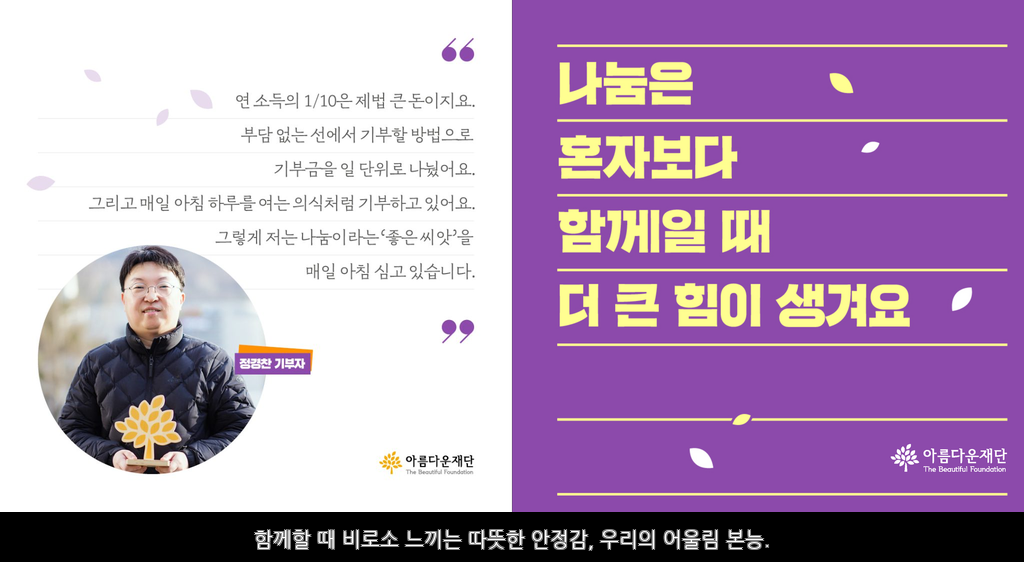 연 소득의 1/10은 제법 큰 돈이지요.
부담 없는 선에서 기부할 방법으로
기부금을 일 단위로 나눴어요.
그리고 매일 아침 하루를 여는 의식처럼 기부하고 있어요.
그렇게 저는 나눔이라는 ‘좋은 씨앗’을
매일 아침 심고 있습니다.
정경찬 기부자
아름다운재단
The Beautiful Foundation
나눔은
혼자보다
함께일 때
더 큰 힘이 생겨요
아름다운재단
The Beautiful Foundation
함께할 때 비로소 느끼는 따뜻한 안정감, 우리의 어울림 본능.